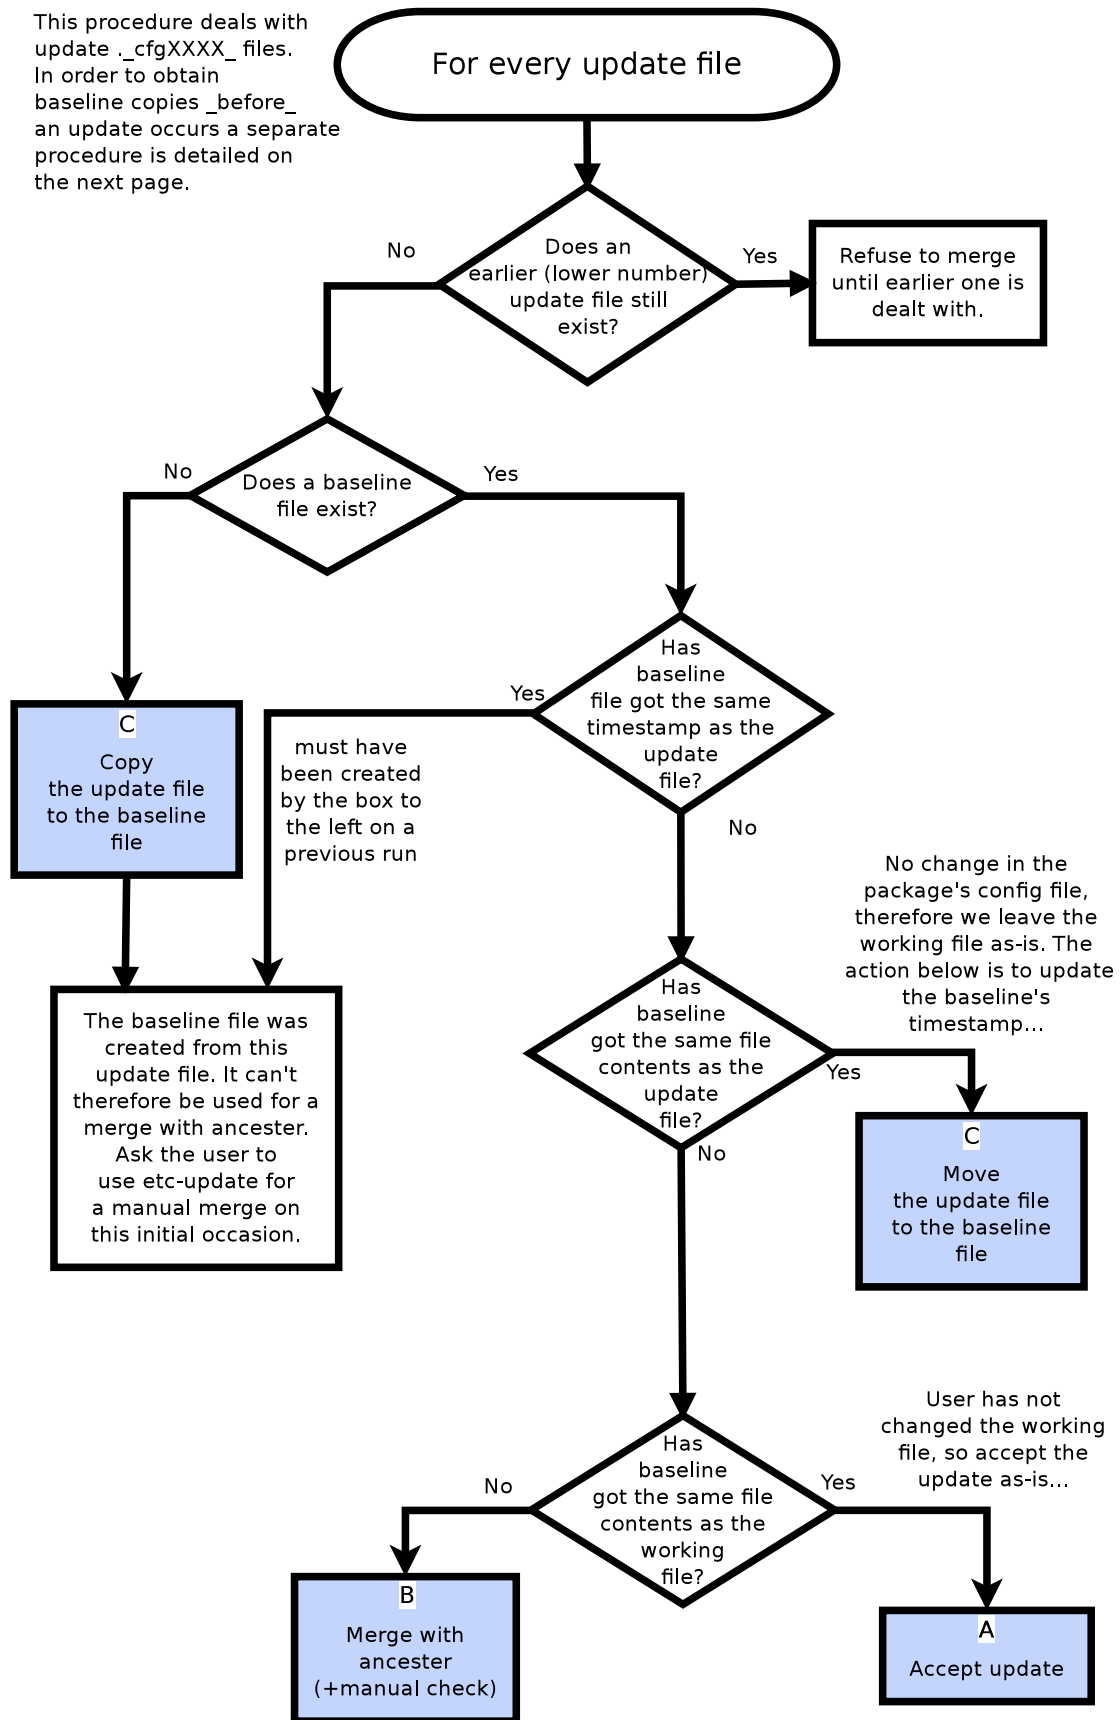 This procedure deals with
update ._cfgXXXX_ files.
In order to obtain
baseline copies _before_
an update occurs a separate
procedure is detailed on
the next page.
For every update file
Does an
earlier (lower number)
update file still
exist?
No
Yes
Refuse to merge
until earlier one is
dealt with.
Does a baseline
file exist?
No
Yes
Has
baseline
file got the same
timestamp as the
update
file?
Yes
No
C
Copy
the update file
to the baseline
file
must have
been created
by the box to
the left on a
previous run
No change in the
package's config file,
therefore we leave the
working file as-is. The
action below is to update
the baseline's
timestamp...
The baseline file was
created from this
update file. It can't
therefore be used for a
merge with ancester.
Ask the user to
use etc-update for
a manual merge on
this initial occasion.
Has
baseline
got the same file
contents as the
update
file?
Yes
No
C
Move
the update file
to the baseline
file
User has not
changed the working
file, so accept the
update as-is...
Has
baseline
got the same file
contents as the
working
file?
No
Yes
B
Merge with
ancester
(+manual check)
A
Accept update